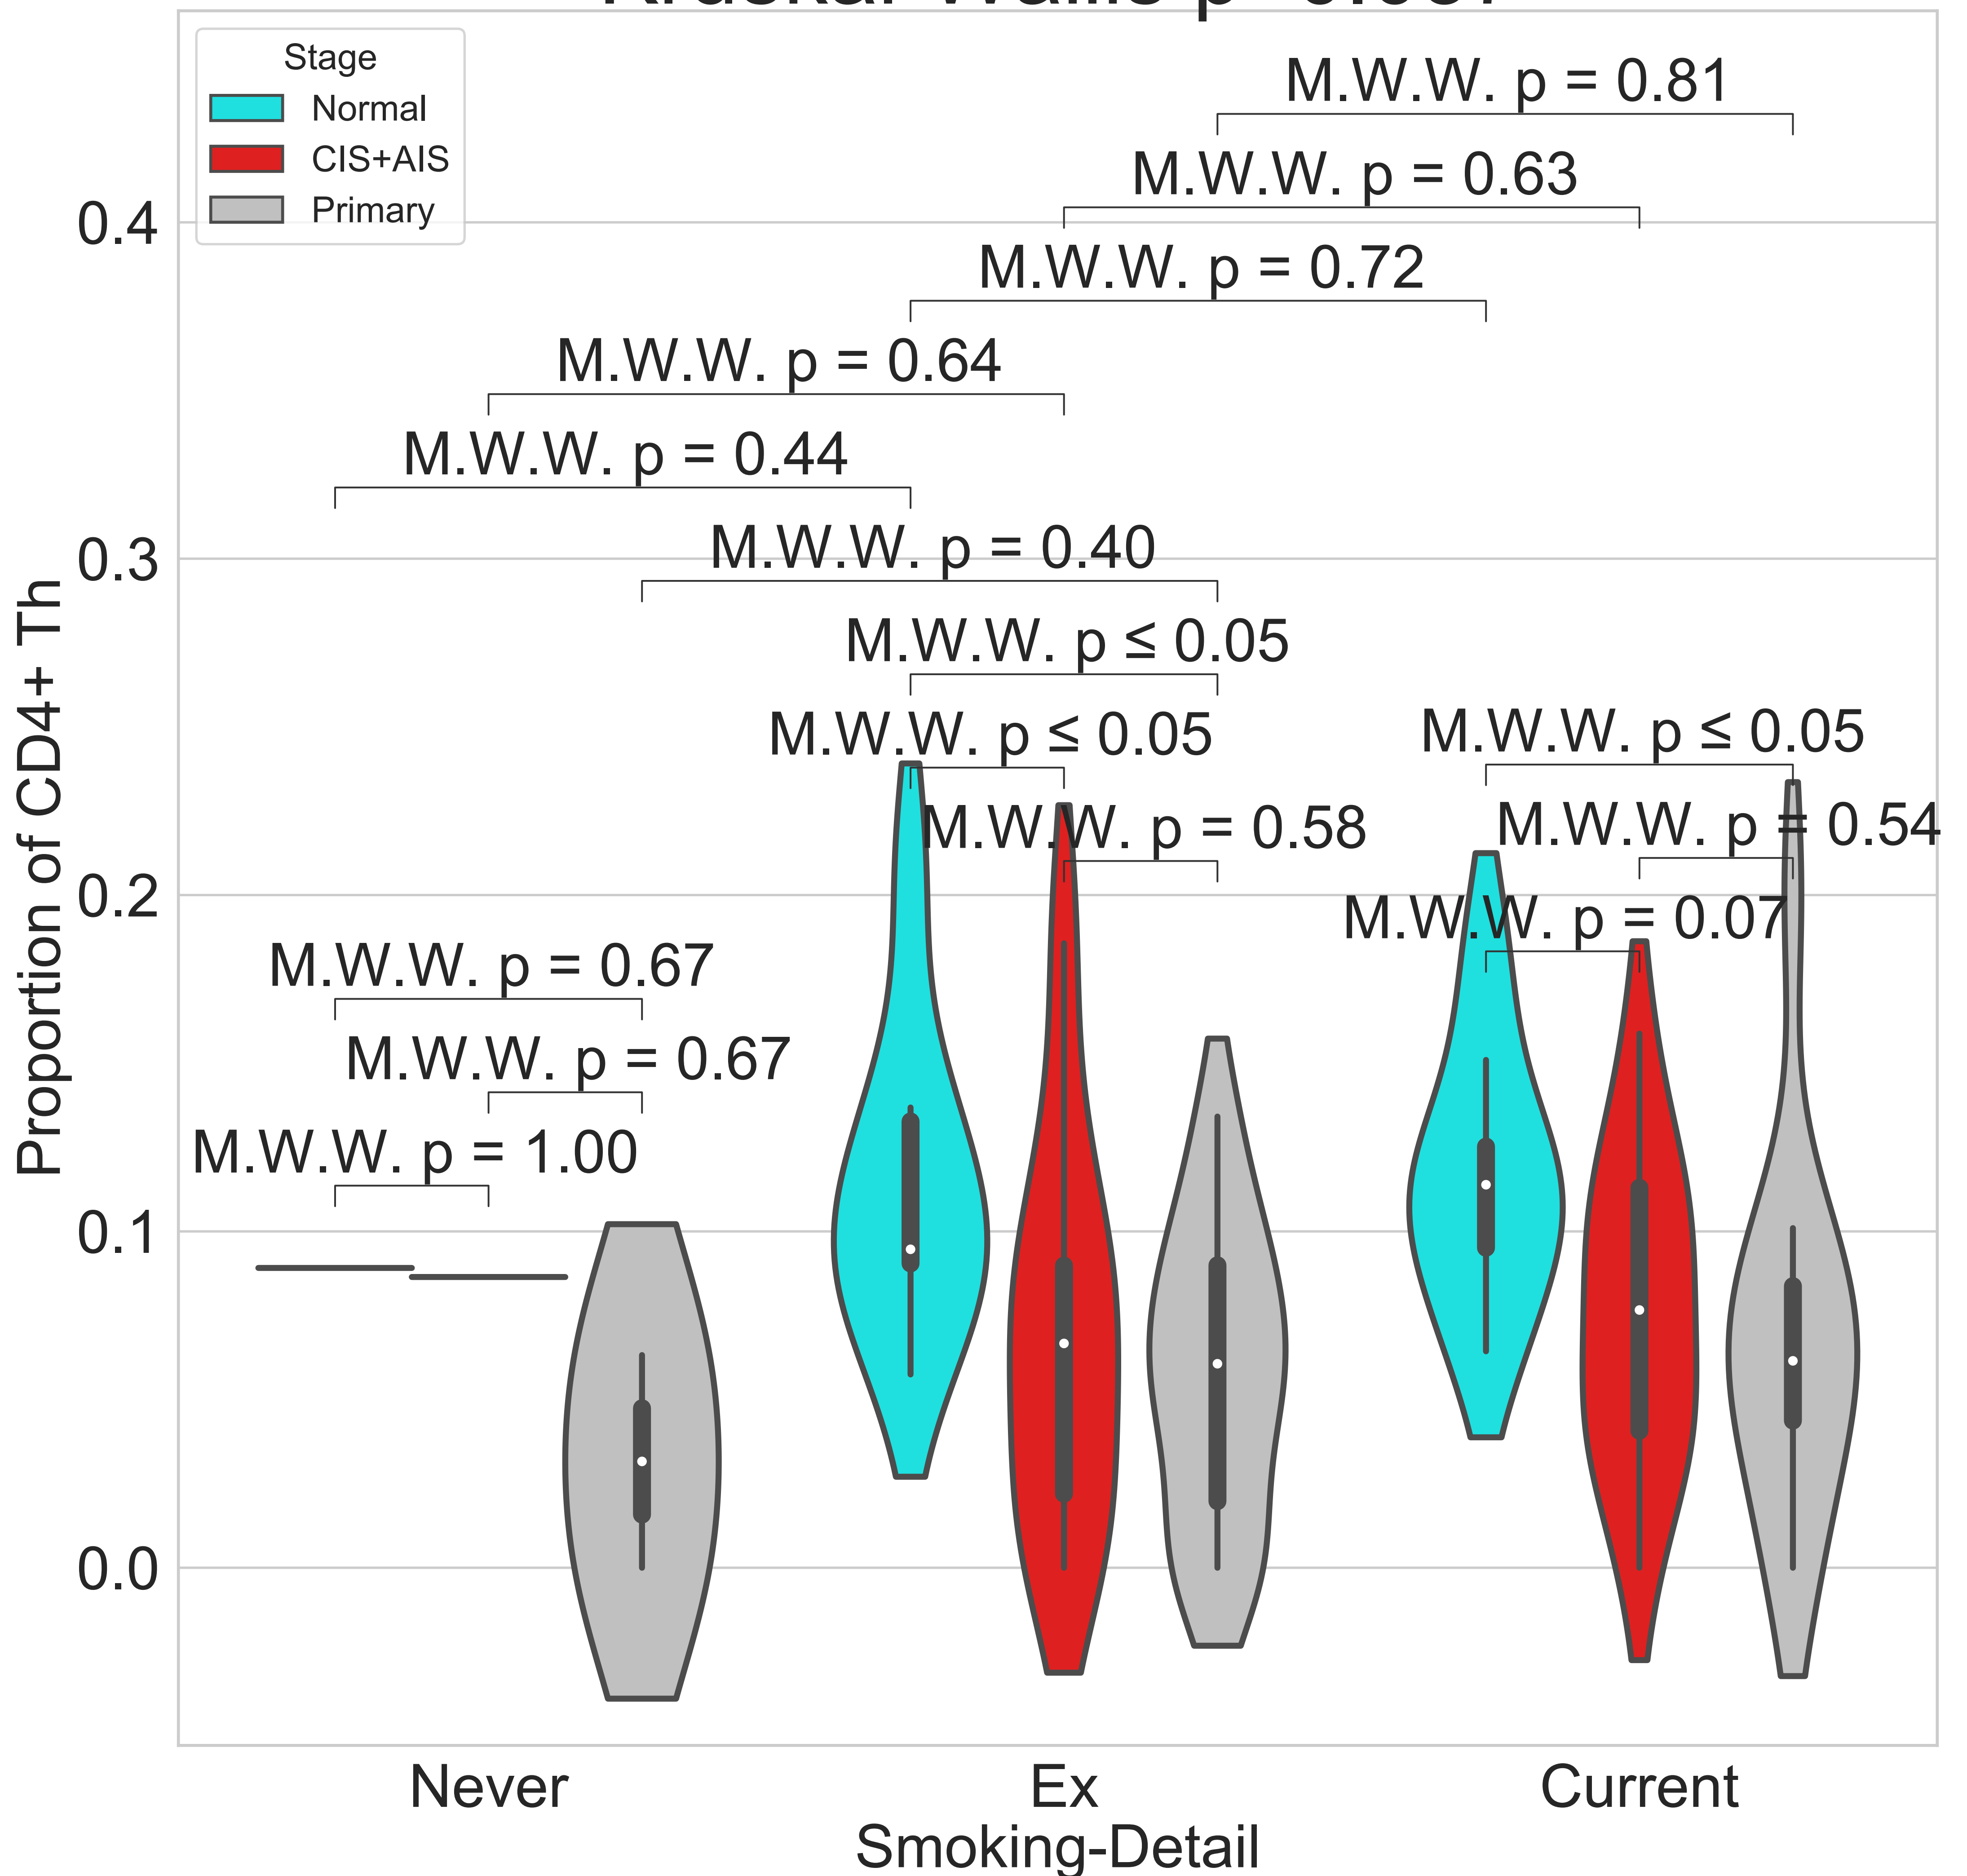 Stage
Normal
CIS+AIS
Primary
M.W.W. p = 0.81
M.W.W. p = 0.63
M.W.W. p = 0.72
M.W.W. p = 0.64
M.W.W. p = 0.44
M.W.W. p = 0.40
M.W.W. p ≤ 0.05
M.W.W. p ≤ 0.05
M.W.W. p ≤ 0.05
M.W.W. p = 0.58
M.W.W. p = 0.54
M.W.W. p = 0.07
M.W.W. p = 0.67
M.W.W. p = 0.67
M.W.W. p = 1.00
Proportion of CD4+ Th
0.4
0.3
0.2
0.1
0.0
Never
Ex
Current
Smoking-Detail